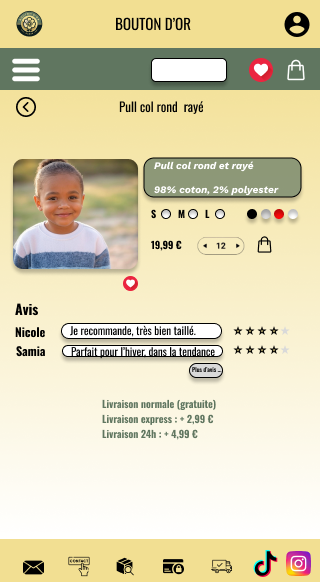 BOUTON D'OR
Pull col rond rayé
Pull col rond et rayé
98% coton, 2% polyester
S M L
19,99 € 12
Avis
Nicole Je recommande, très bien taillé.
Samia Parfait pour l'hiver, dans la tendance
Plus d'avis ...
Livraison normale (gratuite)
Livraison express : + 2,99 €
Livraison 24h : + 4,99 €
CONTACT